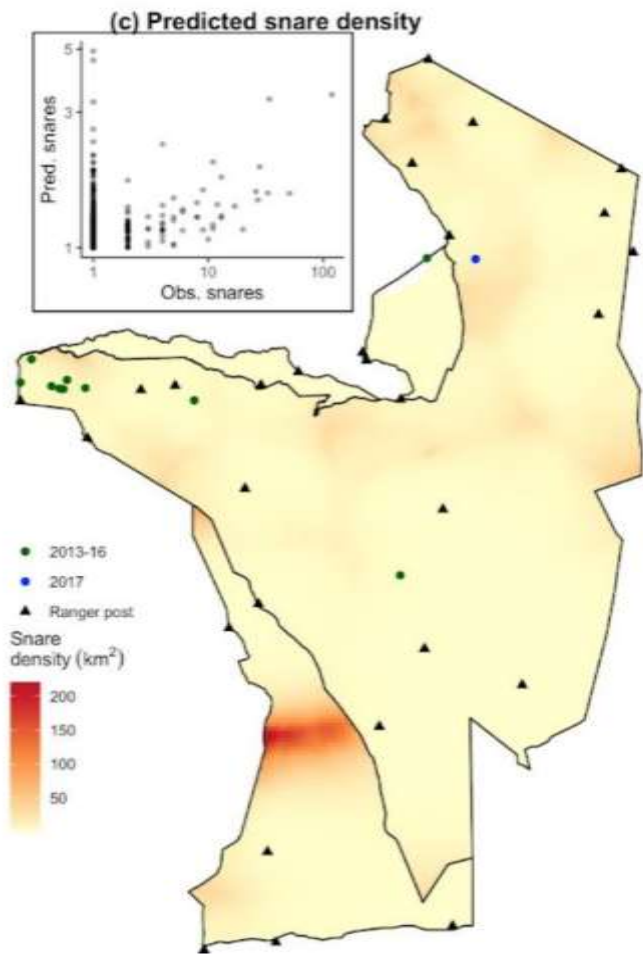 (c) Predicted snare density
5
3
1
Pred. snares
1
10
100
Obs. snares
2013-16
2017
Ranger post
Snare
density (km²)
200
150
100
50